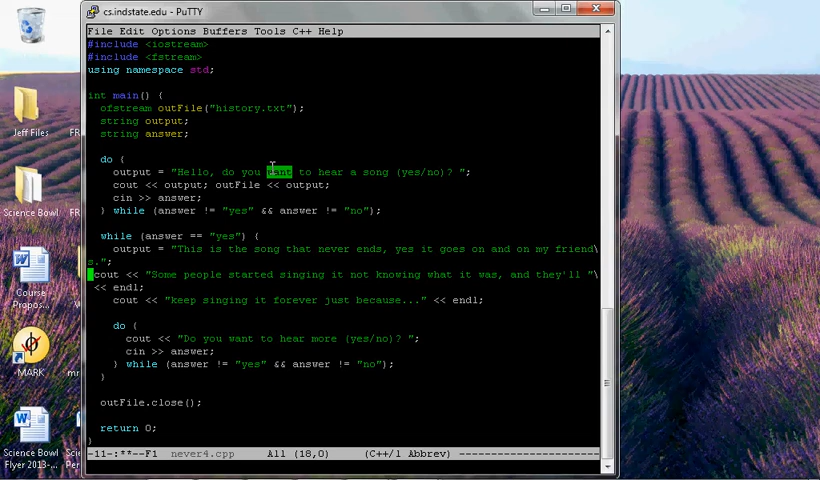 cs.indstate.edu - PuTTY
File Edit Options Buffers Tools C++ Help
#include <iostream>
#include <fstream>
using namespace std;
int main() {
ofstream outFile("history.txt");
string output;
string answer;
do {
output = "Hello, do you want to hear a song (yes/no)? ";
cout << output; outFile << output;
cin >> answer;
} while (answer != "yes" && answer != "no");
while (answer == "yes") {
output = "This is the song that never ends, yes it goes on and on my friend\
s.";
cout << "Some people started singing it not knowing what it was, and they'll "\
<< endl;
cout << "keep singing it forever just because..." << endl;
do {
cout << "Do you want to hear more (yes/no)? ";
cin >> answer;
} while (answer != "yes" && answer != "no");
}
outFile.close();
return 0;
}
-11-:**--F1 never4.cpp All (18,0) (C++/l Abbrev) ----------------------
Jeff Files
FR
Science Bowl
FR
Course -
Propos...
MARK
mr
Science Bowl
Flyer 2013-...
Scie
Per